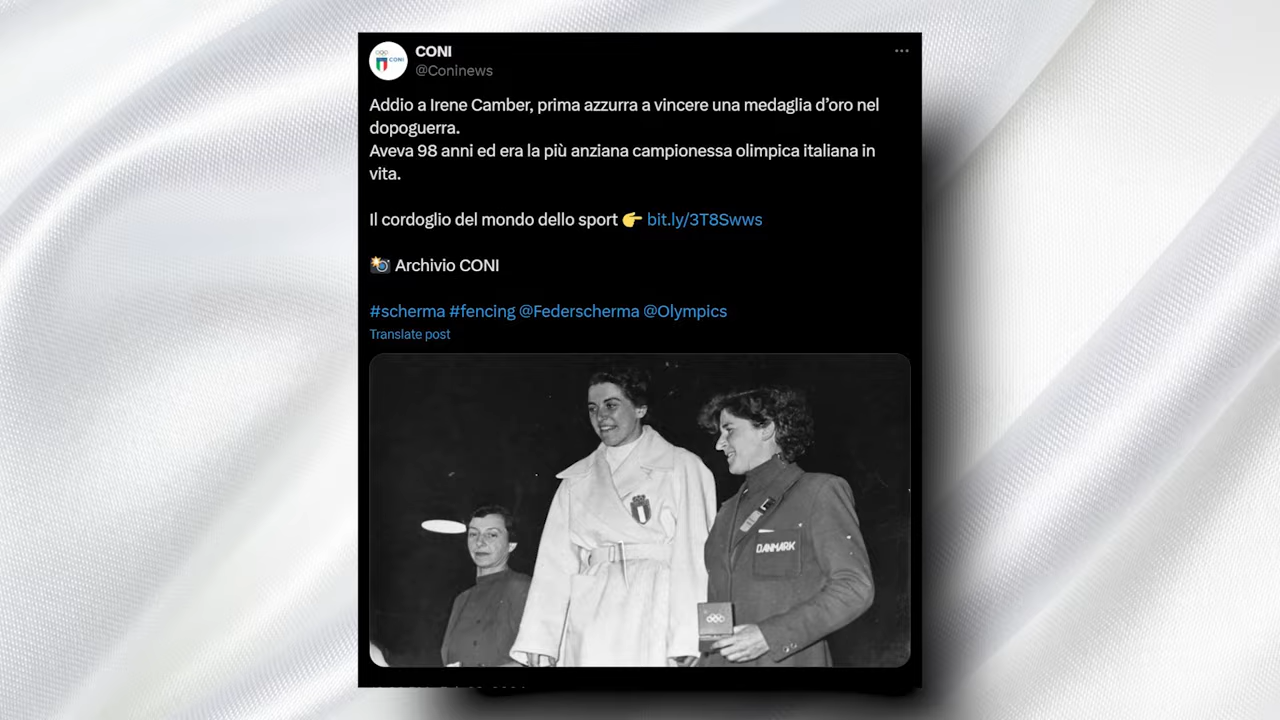 CONI
@Coninews
CONI
Addio a Irene Camber, prima azzurra a vincere una medaglia d’oro nel
dopoguerra.
Aveva 98 anni ed era la più anziana campionessa olimpica italiana in
vita.
Il cordoglio del mondo dello sport 👉 bit.ly/3T8Swws
📸 Archivio CONI
#scherma #fencing @Federscherma @Olympics
Translate post
DANMARK